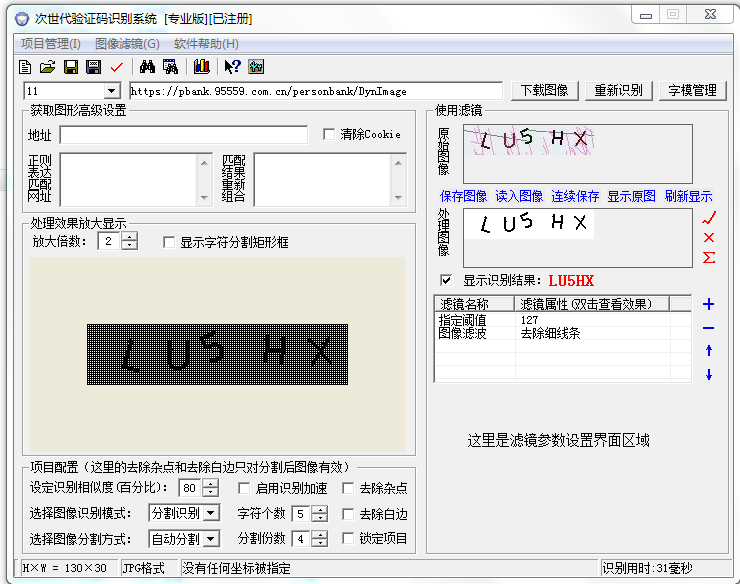 次世代验证码识别系统 [专业版][已注册]
项目管理(I) 图像滤镜(G) 软件帮助(H)
11 https://pbank.95559.com.cn/personbank/DynImage 下载图像 重新识别 字模管理
获取图形高级设置
地址 清除Cookie
正则表达匹配网址
匹配结果重新组合
处理效果放大显示
放大倍数: 2 显示字符分割矩形框
LU5HX
项目配置（这里的去除杂点和去除白边只对分割后图像有效）
设定识别相似度(百分比): 80 启用识别加速 去除杂点
选择图像识别模式: 分割识别 字符个数 5 去除白边
选择图像分割方式: 自动分割 分割份数 4 锁定项目
使用滤镜
原始图像
LU5HX
保存图像 读入图像 连续保存 显示原图 刷新显示
处理图像
LU5HX
显示识别结果: LU5HX
滤镜名称 滤镜属性(双击查看效果)
指定阈值 127
图像滤波 去除细线条
这里是滤镜参数设置界面区域
H×W = 130×30 JPG格式 没有任何坐标被指定 识别用时:31毫秒